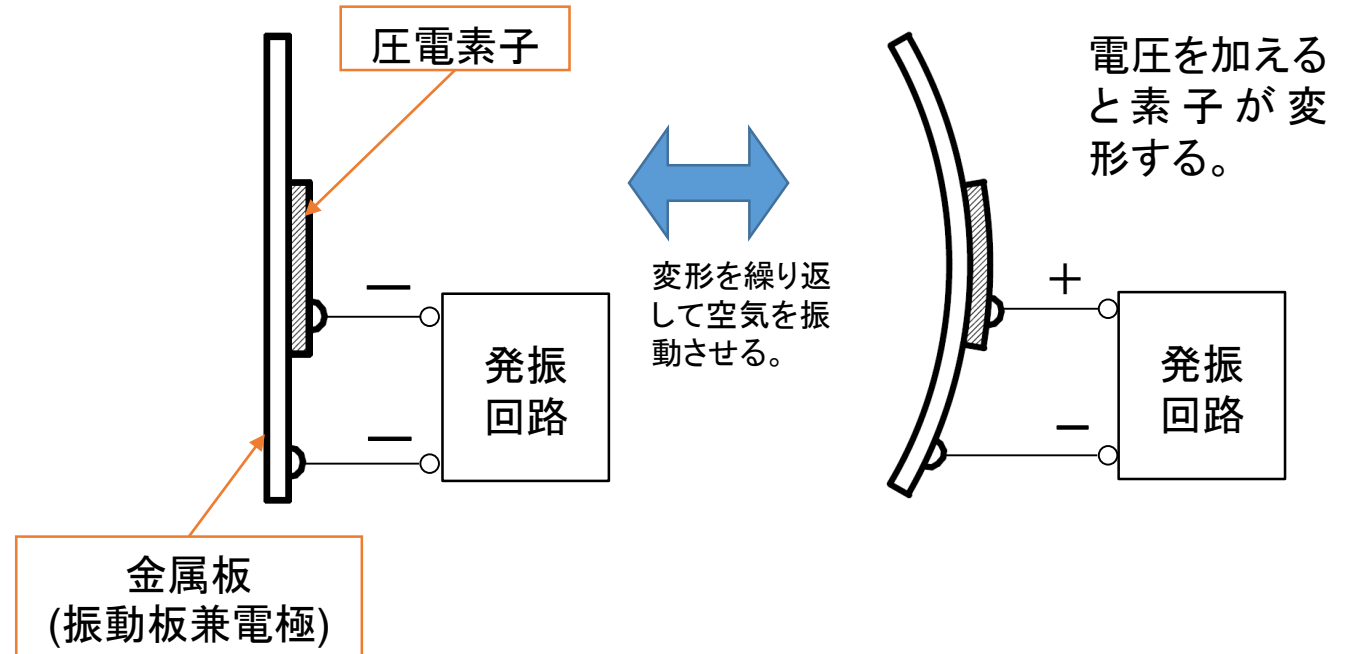 圧電素子
電圧を加える
と素子が変
形する。
変形を繰り返
して空気を振
動させる。
—
発振
回路
—
+
発振
回路
—
金属板
(振動板兼電極)